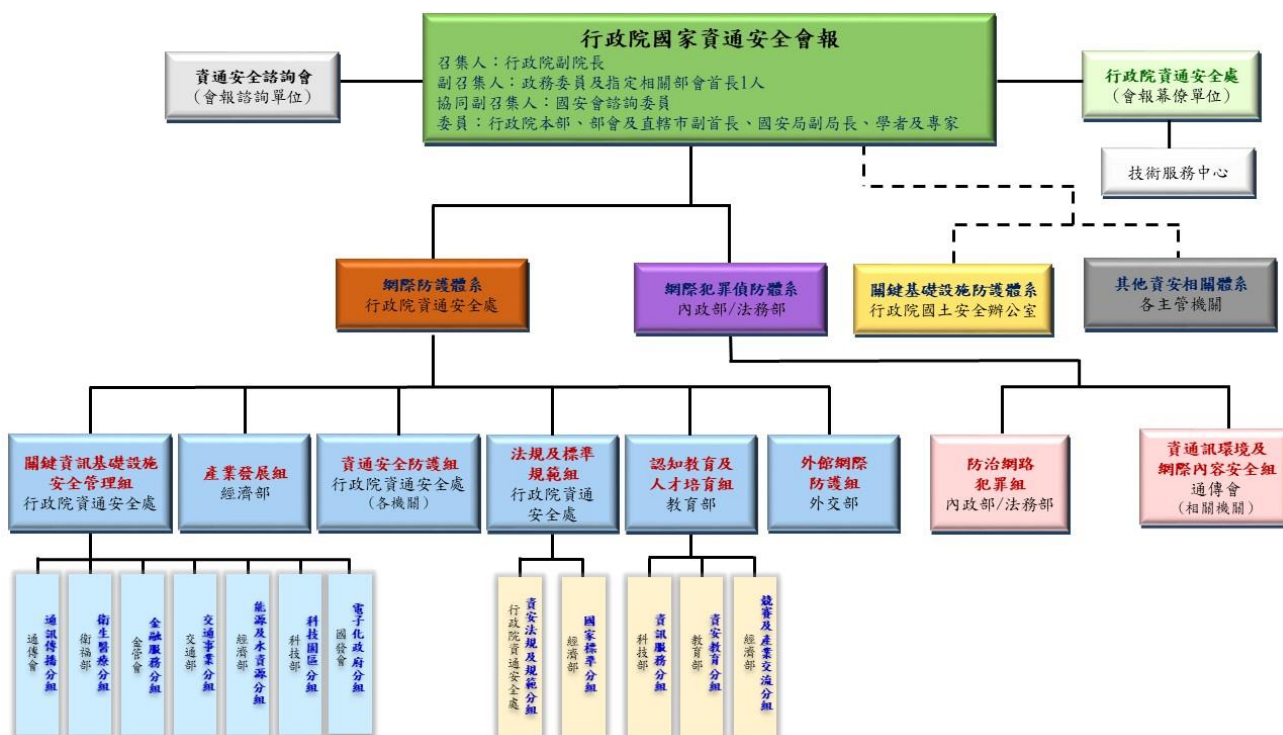 行政院國家資通安全會報
召集人：行政院副院長
副召集人：政務委員及指定相關部會首長1人
協同副召集人：國安會諮詢委員
委員：行政院本部、部會及直轄市副首長、國安局副局長、學者及專家
資通安全諮詢會
(會報諮詢單位)
行政院資通安全處
(會報幕僚單位)
技術服務中心
網際防護體系
行政院資通安全處
網際犯罪偵防體系
內政部/法務部
關鍵基礎設施防護體系
行政院國土安全辦公室
其他資安相關體系
各主管機關
關鍵資訊基礎設施
安全管理組
行政院資通安全處
產業發展組
經濟部
資通安全防護組
行政院資通安全處
(各機關)
法規及標準
規範組
行政院資通
安全處
認知教育及
人才培育組
教育部
外館網際
防護組
外交部
防治網路
犯罪組
內政部/法務部
資通訊環境及
網際內容安全組
通傳會
(相關機關)
通訊傳播分組
通傳會
衛生醫療分組
衛福部
金融服務分組
金管會
交通事業分組
交通部
能源及水資源分組
經濟部
科技園區分組
科技部
電子化政府分組
國發會
資安法規及規範分組
行政院資通安全處
國家標準分組
經濟部
資訊服務分組
科技部
資安教育分組
教育部
競賽及產業交流分組
經濟部